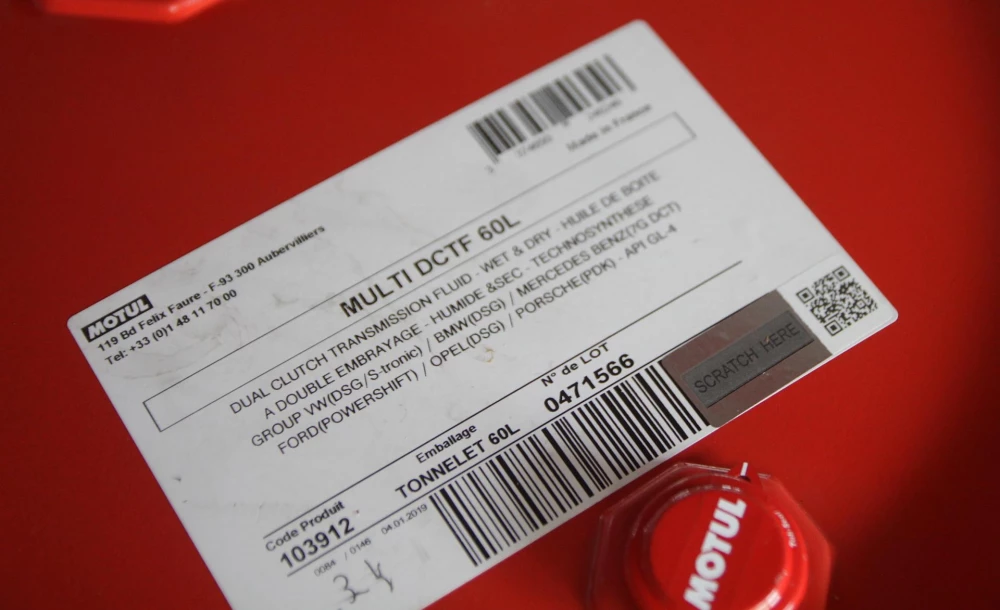 Made in France
MOTUL
119 Bd Felix Faure - F-93 300 Aubervilliers
Tel: +33 (0)1 48 11 70 00
MULTI DCTF 60L
DUAL CLUTCH TRANSMISSION FLUID - WET & DRY - HUILE DE BOITE
A DOUBLE EMBRAYAGE - HUMIDE &SEC - TECHNOSYNTHESE
GROUP VW(DSG/S-tronic) / BMW(DSG) / MERCEDES BENZ(7G DCT)
FORD(POWERSHIFT) / OPEL(DSG) / PORSCHE(PDK) - API GL-4
Code Produit
103912
Emballage
TONNELET 60L
N° de LOT
0471566
SCRATCH HERE
0084 / 0146 04.01.2019
MOTUL